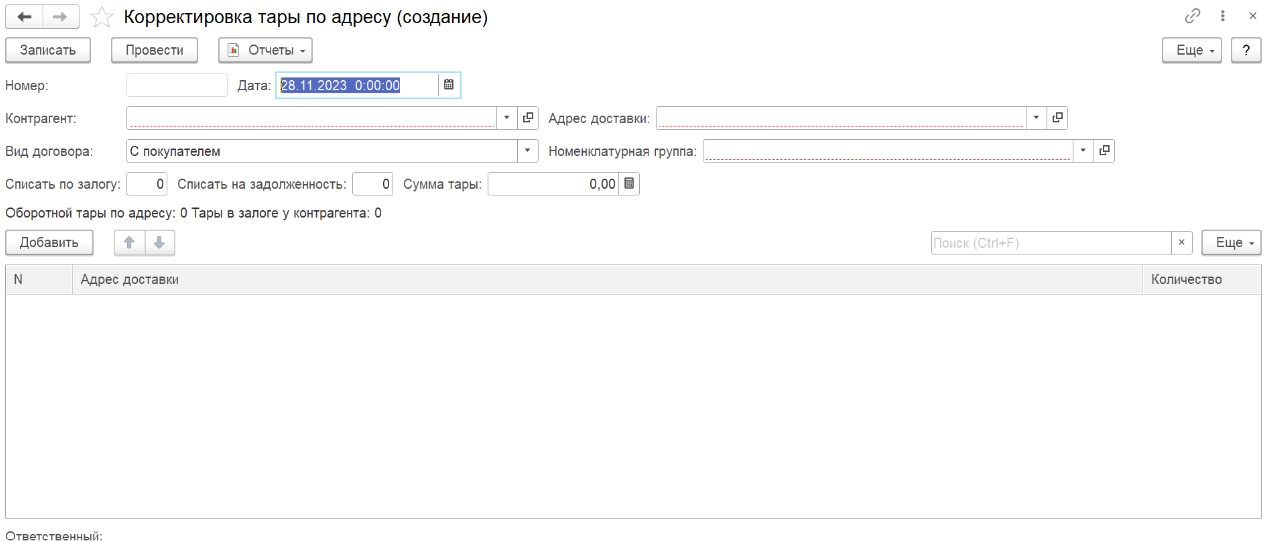 Корректировка тары по адресу (создание)
Записать Провести Отчеты Еще ?
Номер: Дата: 28.11.2023 0:00:00
Контрагент: Адрес доставки:
Вид договора: С покупателем Номенклатурная группа:
Списать по залогу: 0 Списать на задолженность: 0 Сумма тары: 0,00
Оборотной тары по адресу: 0 Тары в залоге у контрагента: 0
Добавить Поиск (Ctrl+F) × Еще
N Адрес доставки Количество
Ответственный: